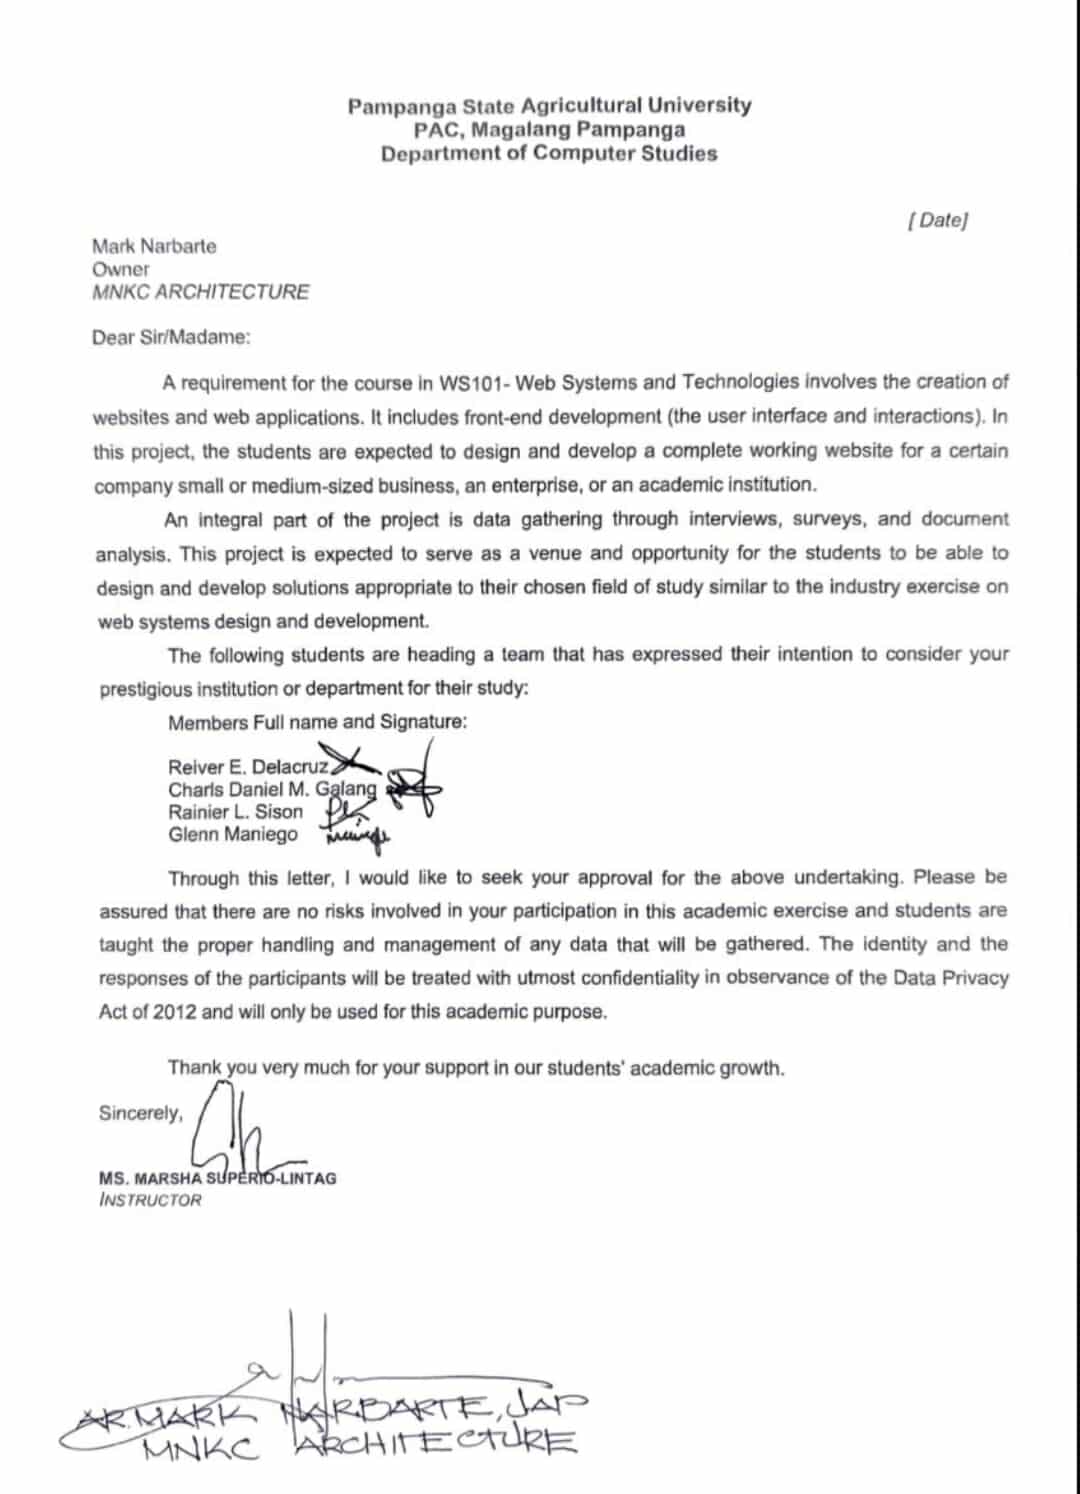 Pampanga State Agricultural University
PAC, Magalang Pampanga
Department of Computer Studies
[ Date]
Mark Narbarte
Owner
MNKC ARCHITECTURE
Dear Sir/Madame:
A requirement for the course in WS101- Web Systems and Technologies involves the creation of
websites and web applications. It includes front-end development (the user interface and interactions). In
this project, the students are expected to design and develop a complete working website for a certain
company small or medium-sized business, an enterprise, or an academic institution.
An integral part of the project is data gathering through interviews, surveys, and document
analysis. This project is expected to serve as a venue and opportunity for the students to be able to
design and develop solutions appropriate to their chosen field of study similar to the industry exercise on
web systems design and development.
The following students are heading a team that has expressed their intention to consider your
prestigious institution or department for their study:
Members Full name and Signature:
Reiver E. Delacruz
Charls Daniel M. Galang
Rainier L. Sison
Glenn Maniego
Through this letter, I would like to seek your approval for the above undertaking. Please be
assured that there are no risks involved in your participation in this academic exercise and students are
taught the proper handling and management of any data that will be gathered. The identity and the
responses of the participants will be treated with utmost confidentiality in observance of the Data Privacy
Act of 2012 and will only be used for this academic purpose.
Thank you very much for your support in our students' academic growth.
Sincerely,
MS. MARSHA SUPERIO-LINTAG
INSTRUCTOR
AR. MARK NARBARTE, JAP
MNKC ARCHITECTURE